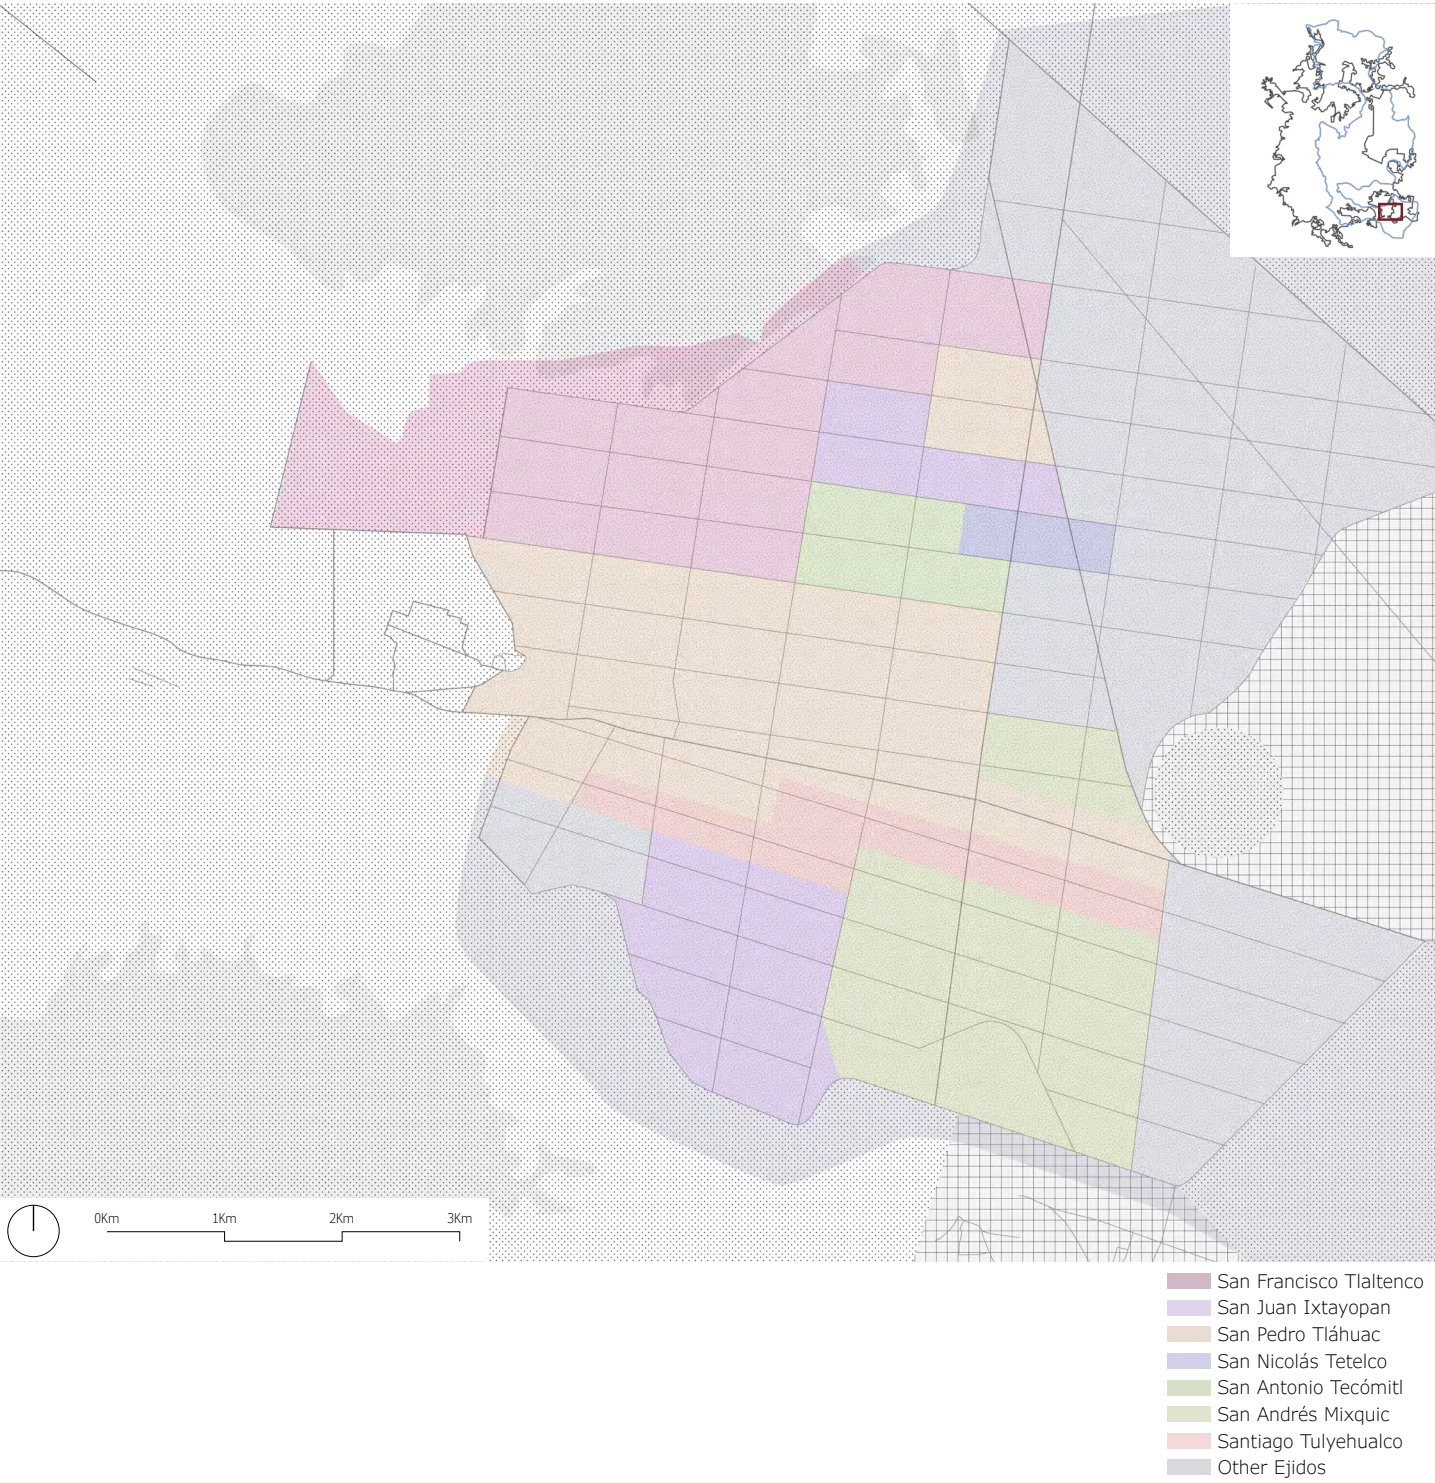 0Km 1Km 2Km 3Km
San Francisco Tlaltenco
San Juan Ixtayopan
San Pedro Tláhuac
San Nicolás Tetelco
San Antonio Tecómitl
San Andrés Mixquic
Santiago Tulyehualco
Other Ejidos